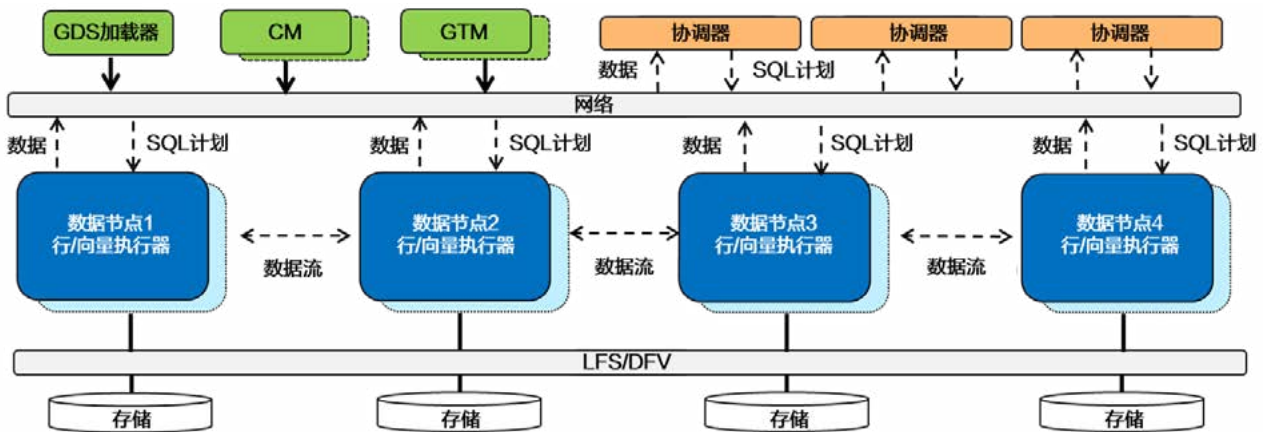 GDS加载器
CM
GTM
协调器
协调器
协调器
数据
SQL计划
网络
数据
SQL计划
数据
SQL计划
数据
SQL计划
数据
SQL计划
数据节点1
行/向量执行器
数据节点2
行/向量执行器
数据节点3
行/向量执行器
数据节点4
行/向量执行器
数据流
数据流
数据流
LFS/DFV
存储
存储
存储
存储